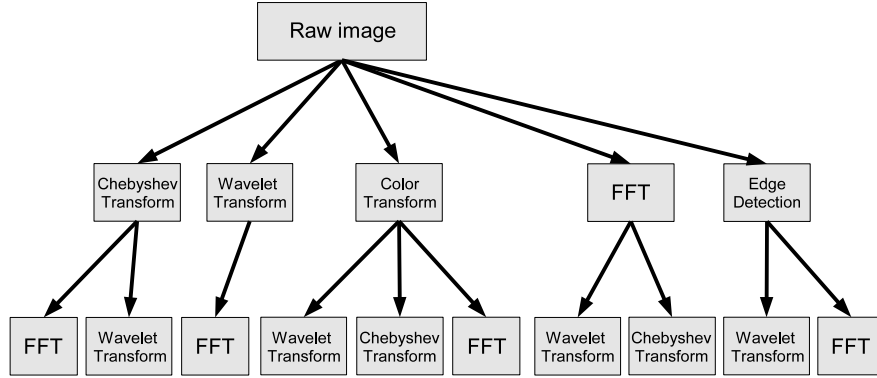 Raw image
Chebyshev
Transform
Wavelet
Transform
Color
Transform
FFT
Edge
Detection
FFT
Wavelet
Transform
FFT
Wavelet
Transform
Chebyshev
Transform
FFT
Wavelet
Transform
Chebyshev
Transform
Wavelet
Transform
FFT